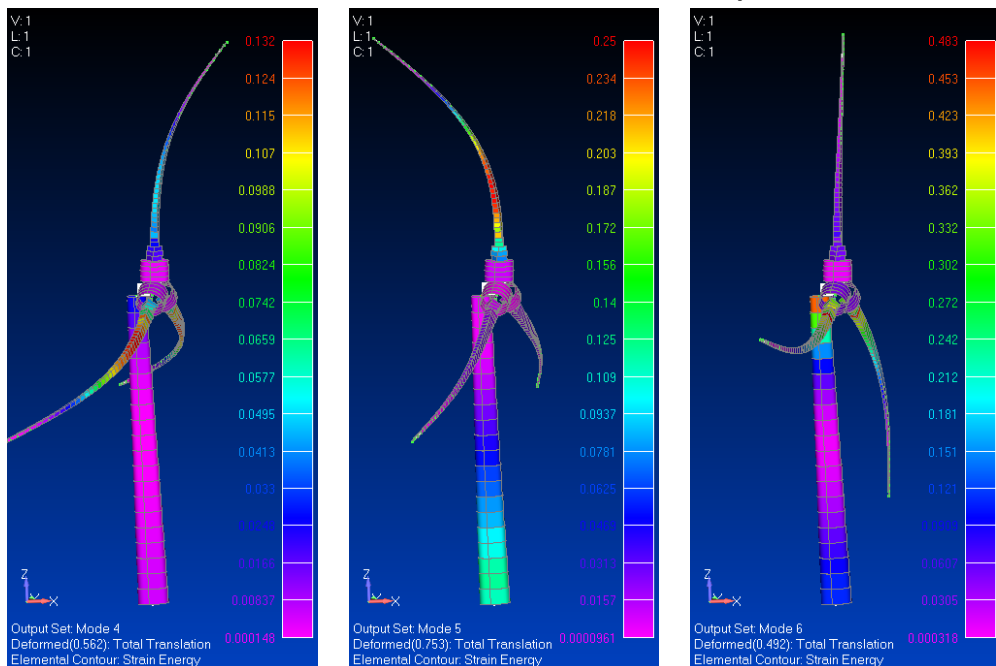 V: 1
L: 1
C: 1
0.132
0.124
0.115
0.107
0.0988
0.0906
0.0824
0.0742
0.0659
0.0577
0.0495
0.0413
0.033
0.00837
0.000148
Z
X
Output Set: Mode 4
Deformed(0.562): Total Translation
Elemental Contour: Strain Energy
V: 1
L: 1
C: 1
0.25
0.234
0.218
0.203
0.187
0.172
0.156
0.14
0.125
0.109
0.0937
0.0781
0.0625
0.0469
0.0157
0.0000961
Z
X
Output Set: Mode 5
Deformed(0.753): Total Translation
Elemental Contour: Strain Energy
V: 1
L: 1
C: 1
0.483
0.453
0.423
0.393
0.362
0.332
0.302
0.272
0.242
0.212
0.181
0.151
0.121
0.0909
0.0305
0.000318
Z
X
Output Set: Mode 6
Deformed(0.492): Total Translation
Elemental Contour: Strain Energy